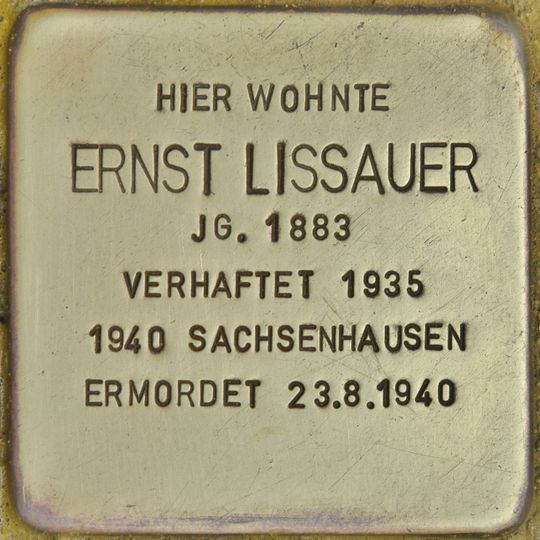 HIER WOHNTE
ERNST LISSAUER
JG. 1883
VERHAFTET 1935
1940 SACHSENHAUSEN
ERMORDET 23.8.1940